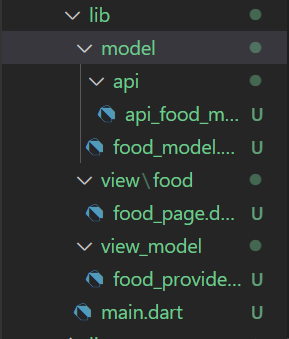 lib
model
api
api_food_m... U
food_model.... U
view\food
food_page.d... U
view_model
food_provide... U
main.dart U